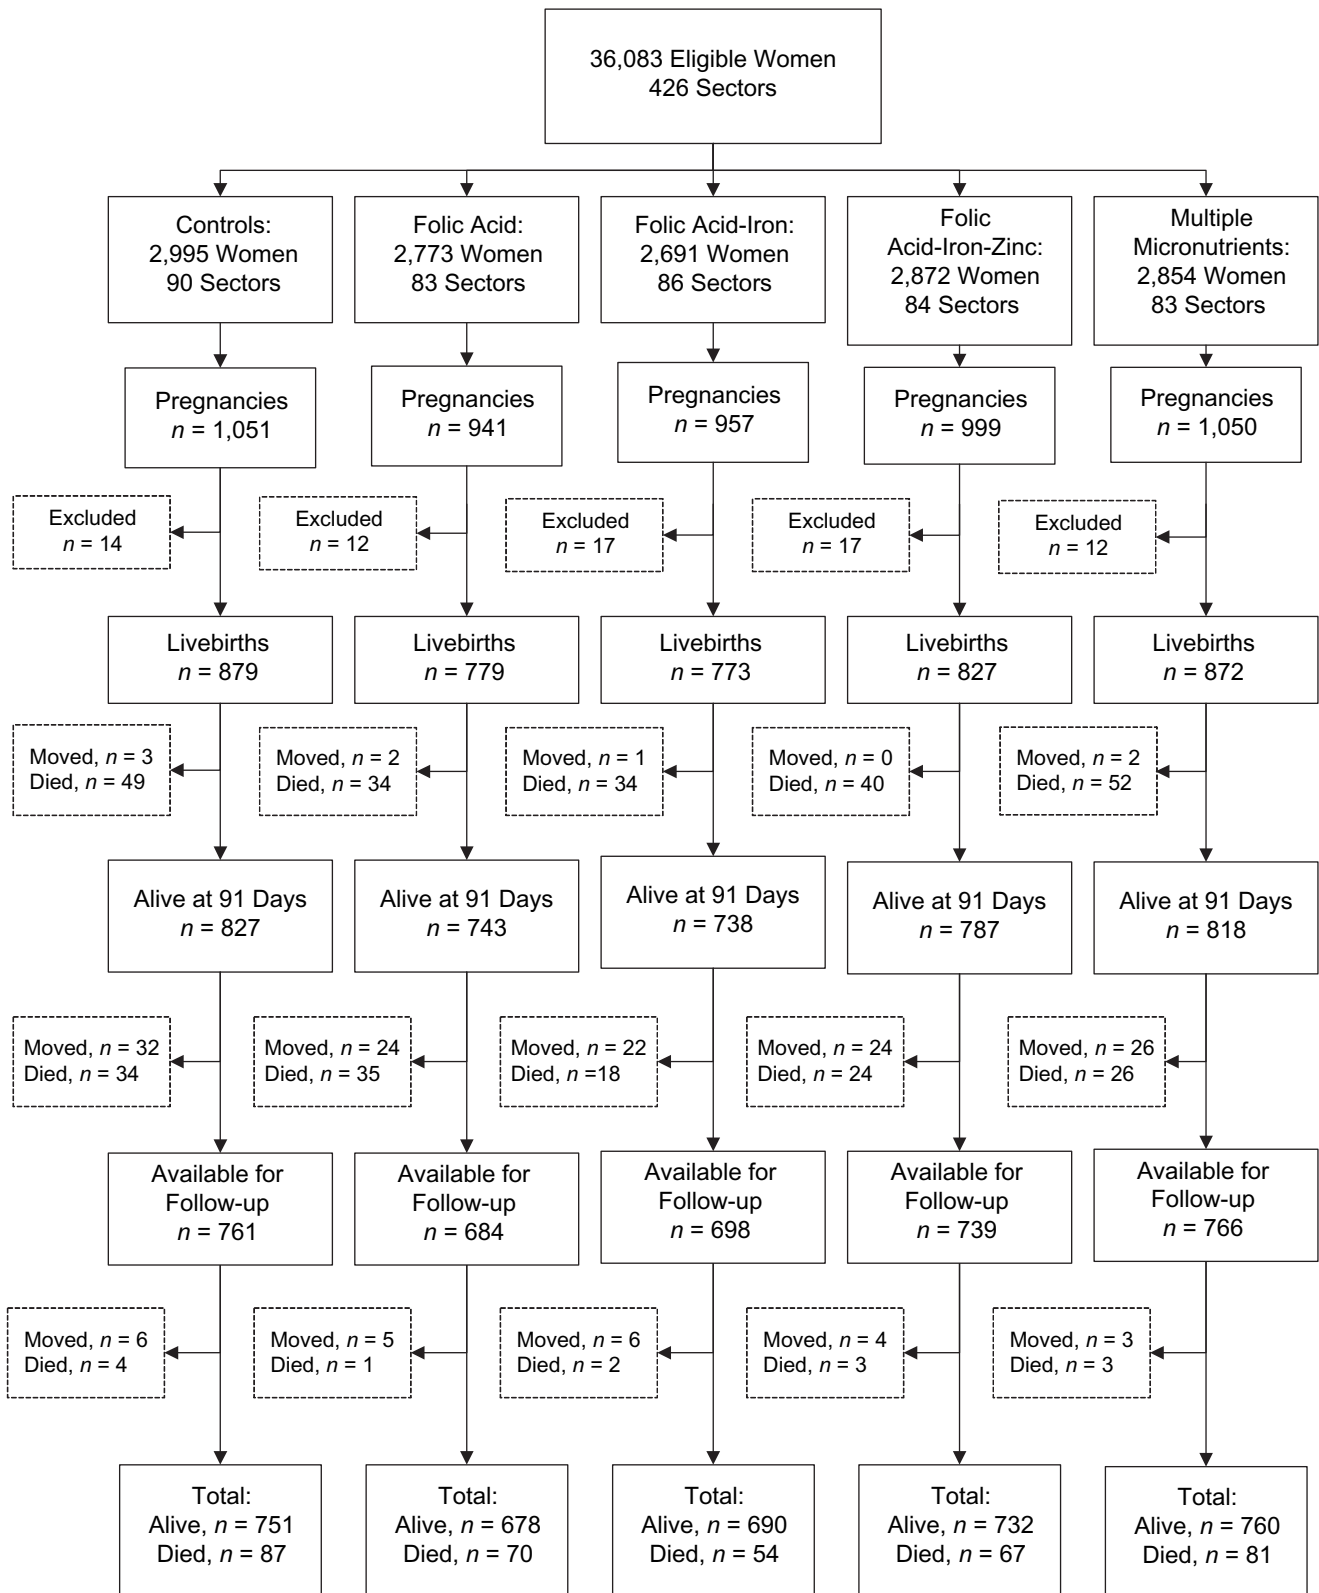 36,083 Eligible Women
426 Sectors
Controls:
2,995 Women
90 Sectors
Folic Acid:
2,773 Women
83 Sectors
Folic Acid-Iron:
2,691 Women
86 Sectors
Folic
Acid-Iron-Zinc:
2,872 Women
84 Sectors
Multiple
Micronutrients:
2,854 Women
83 Sectors
Pregnancies
n = 1,051
Pregnancies
n = 941
Pregnancies
n = 957
Pregnancies
n = 999
Pregnancies
n = 1,050
Excluded
n = 14
Excluded
n = 12
Excluded
n = 17
Excluded
n = 17
Excluded
n = 12
Livebirths
n = 879
Livebirths
n = 779
Livebirths
n = 773
Livebirths
n = 827
Livebirths
n = 872
Moved, n = 3
Died, n = 49
Moved, n = 2
Died, n = 34
Moved, n = 1
Died, n = 34
Moved, n = 0
Died, n = 40
Moved, n = 2
Died, n = 52
Alive at 91 Days
n = 827
Alive at 91 Days
n = 743
Alive at 91 Days
n = 738
Alive at 91 Days
n = 787
Alive at 91 Days
n = 818
Moved, n = 32
Died, n = 34
Moved, n = 24
Died, n = 35
Moved, n = 22
Died, n =18
Moved, n = 24
Died, n = 24
Moved, n = 26
Died, n = 26
Available for
Follow-up
n = 761
Available for
Follow-up
n = 684
Available for
Follow-up
n = 698
Available for
Follow-up
n = 739
Available for
Follow-up
n = 766
Moved, n = 6
Died, n = 4
Moved, n = 5
Died, n = 1
Moved, n = 6
Died, n = 2
Moved, n = 4
Died, n = 3
Moved, n = 3
Died, n = 3
Total:
Alive, n = 751
Died, n = 87
Total:
Alive, n = 678
Died, n = 70
Total:
Alive, n = 690
Died, n = 54
Total:
Alive, n = 732
Died, n = 67
Total:
Alive, n = 760
Died, n = 81